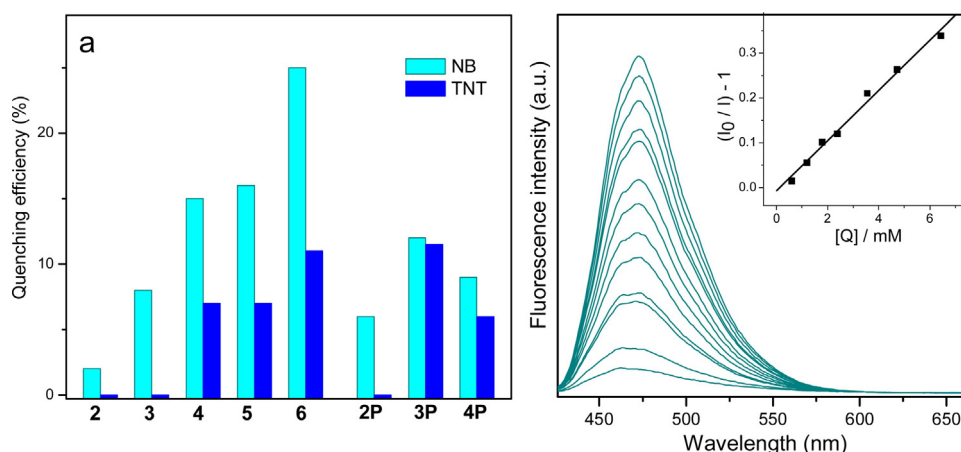 a
NB
TNT
Quenching efficiency (%)
20
10
0
2 3 4 5 6 2P 3P 4P
Fluorescence intensity (a.u.)
450 500 550 600 650
Wavelength (nm)
(I0 / I) - 1
0.3
0.2
0.1
0.0
0 2 4 6
[Q] / mM